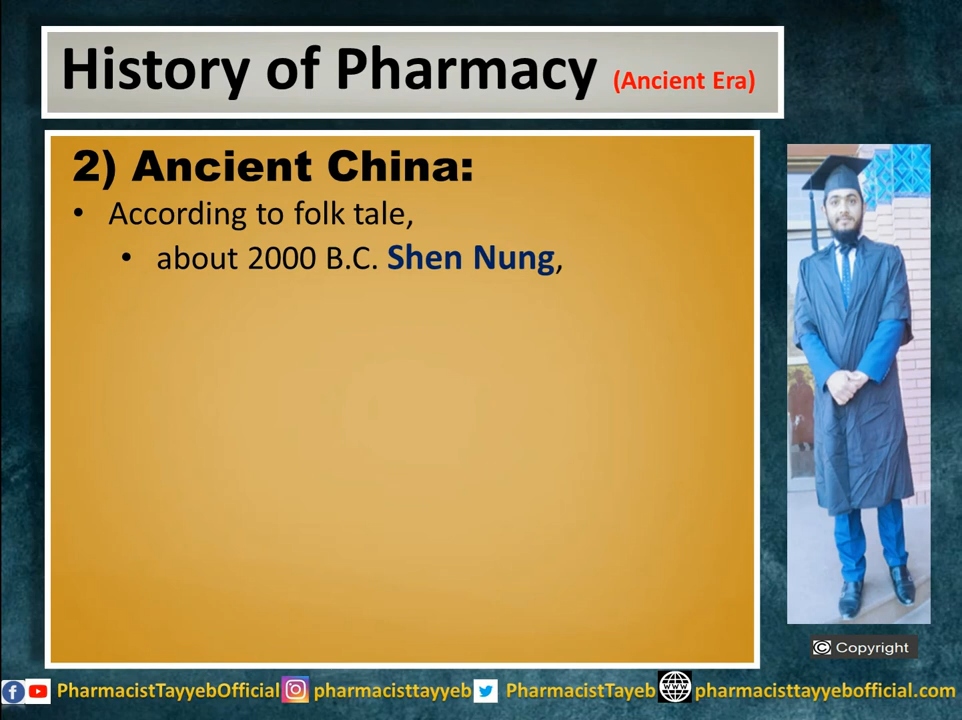 History of Pharmacy (Ancient Era)
2) Ancient China:
• According to folk tale,
• about 2000 B.C. Shen Nung,
© Copyright
PharmacistTayyebOfficial pharmacisttayyeb PharmacistTayeb WWW pharmacisttayyebofficial.com